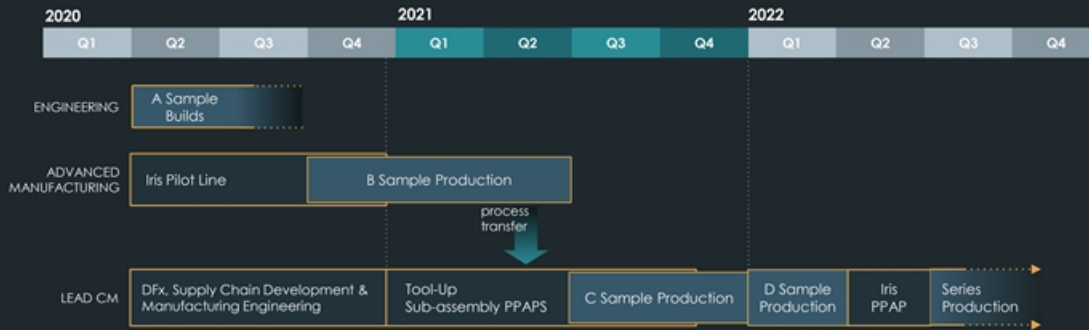 2020
2021
2022
Q1
Q2
Q3
Q4
Q1
Q2
Q3
Q4
Q1
Q2
Q3
Q4
ENGINEERING
A Sample
Builds
ADVANCED
MANUFACTURING
Iris Pilot Line
B Sample Production
process
transfer
LEAD CM
DFx, Supply Chain Development &
Manufacturing Engineering
Tool-Up
Sub-assembly PPAPS
C Sample Production
D Sample
Production
Iris
PPAP
Series
Production